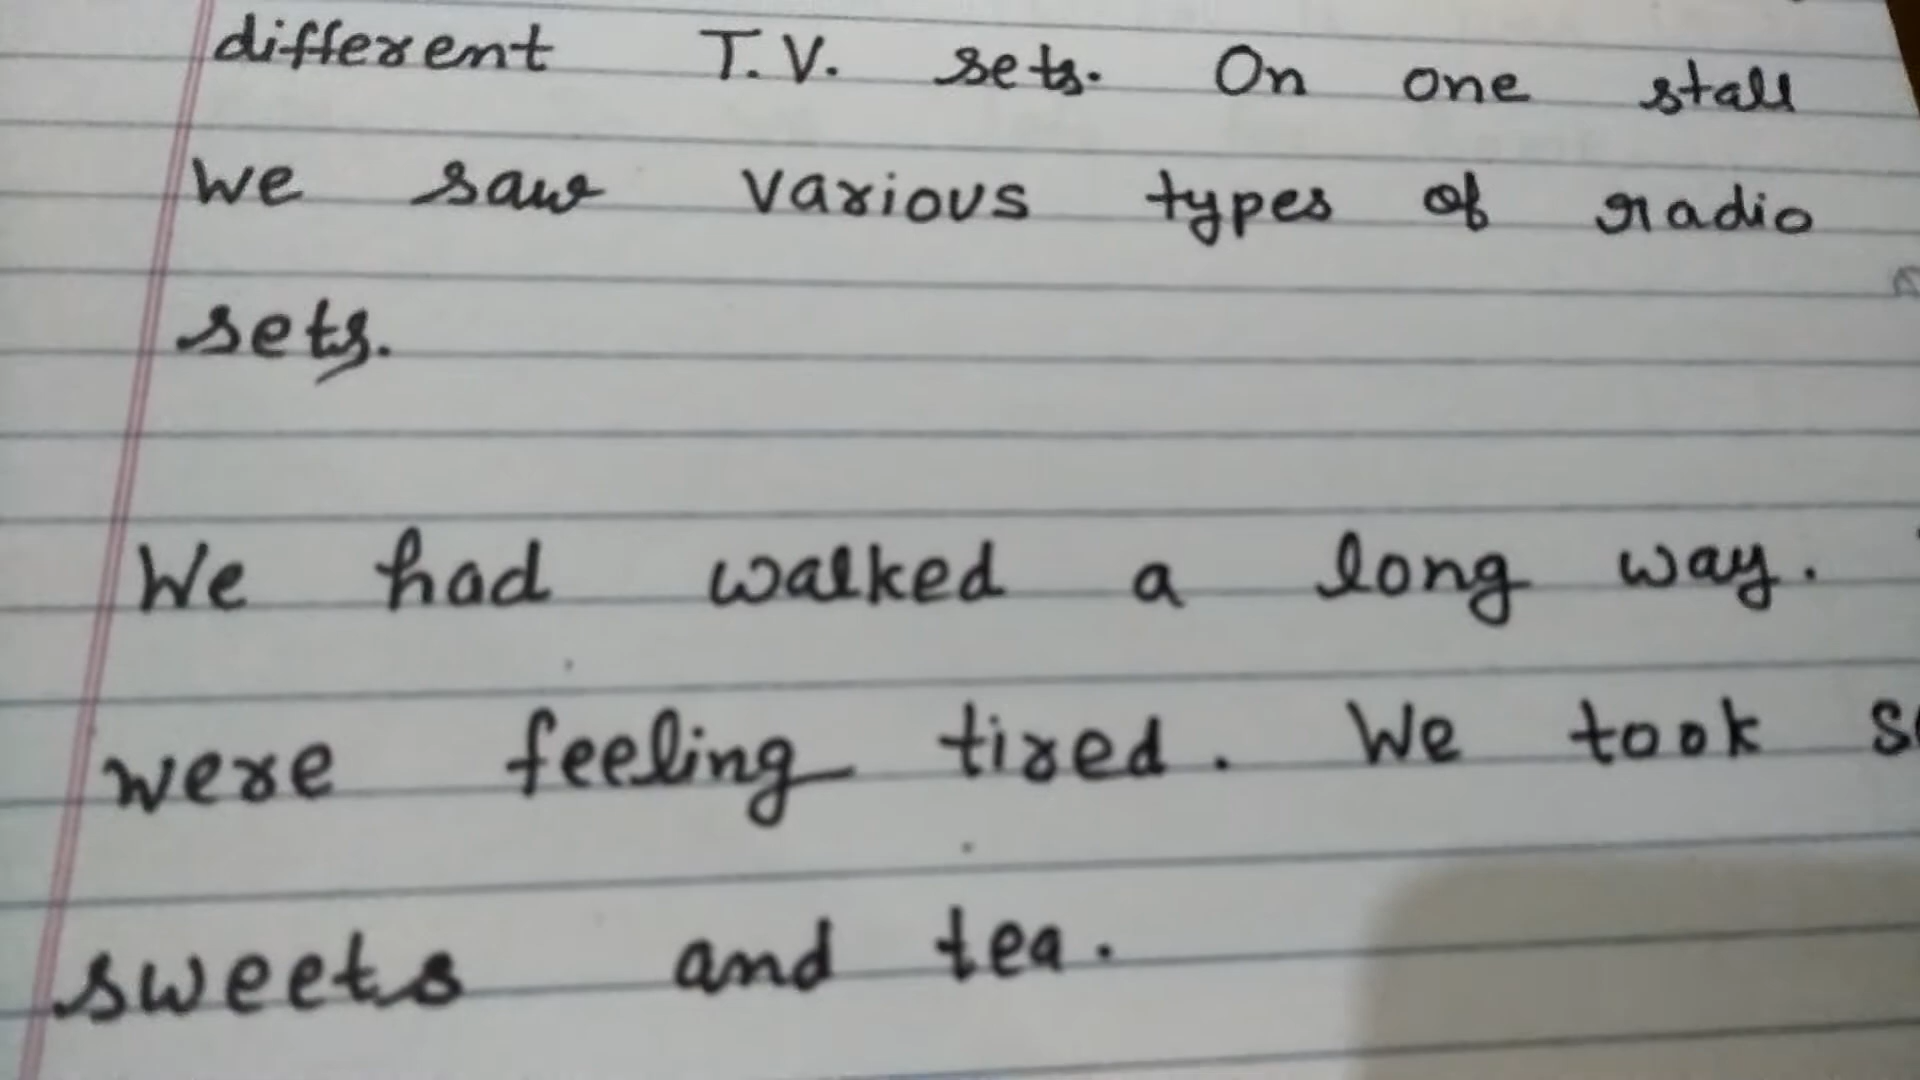 different T.V. sets. On one stall
we saw various types of radio
sets.
We had walked a long way.
were feeling tired. We took
sweets and tea.